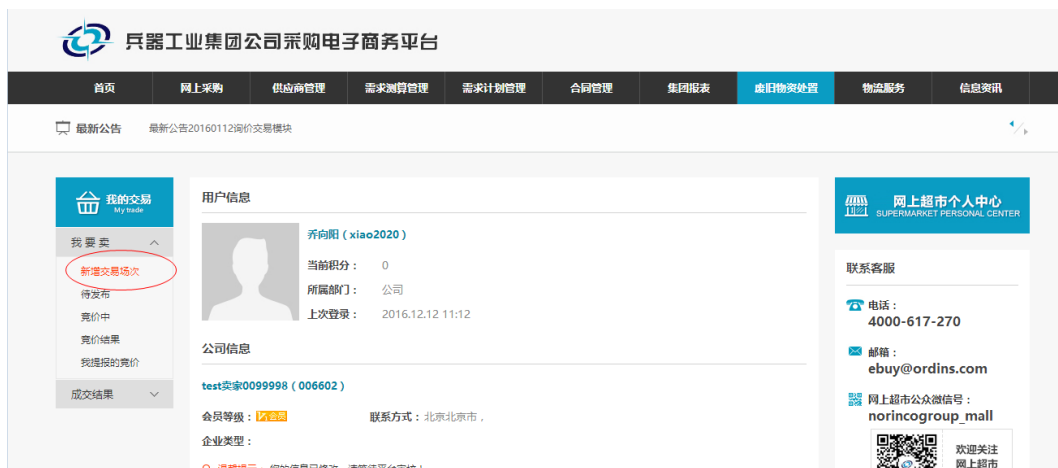 兵器工业集团公司采购电子商务平台
首页 网上采购 供应商管理 需求测算管理 需求计划管理 合同管理 集团报表 废旧物资处置 物流服务 信息资讯
最新公告 最新公告20160112询价交易模块
我的交易
My trade
我要卖
新增交易场次
待发布
竞价中
竞价结果
我提报的竞价
成交结果
用户信息
乔向阳(xiao2020)
当前积分: 0
所属部门: 公司
上次登录: 2016.12.12 11:12
公司信息
test卖家0099998(006602)
会员等级: 会员 联系方式:北京北京市,
企业类型:
网上超市个人中心
SUPERMARKET PERSONAL CENTER
联系客服
电话:
4000-617-270
邮箱:
ebuy@ordins.com
网上超市公众微信号:
norincogroup_mall
欢迎关注
网上超市